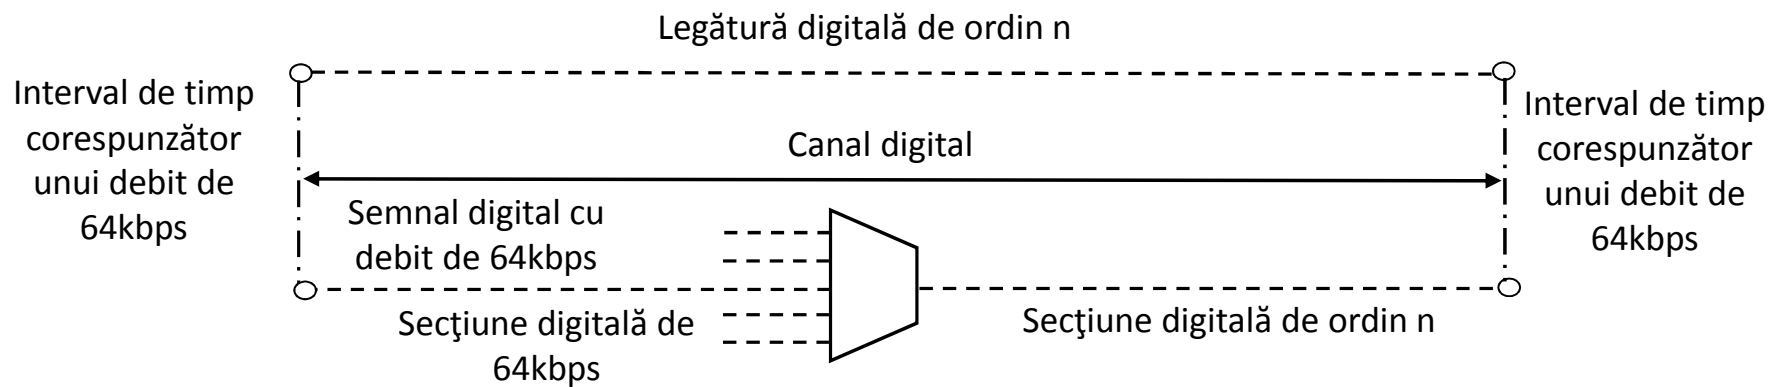 Legătură digitală de ordin n
Interval de timp
corespunzător
unui debit de
64kbps
Interval de timp
corespunzător
unui debit de
64kbps
Canal digital
Semnal digital cu
debit de 64kbps
Secţiune digitală de
64kbps
Secţiune digitală de ordin n